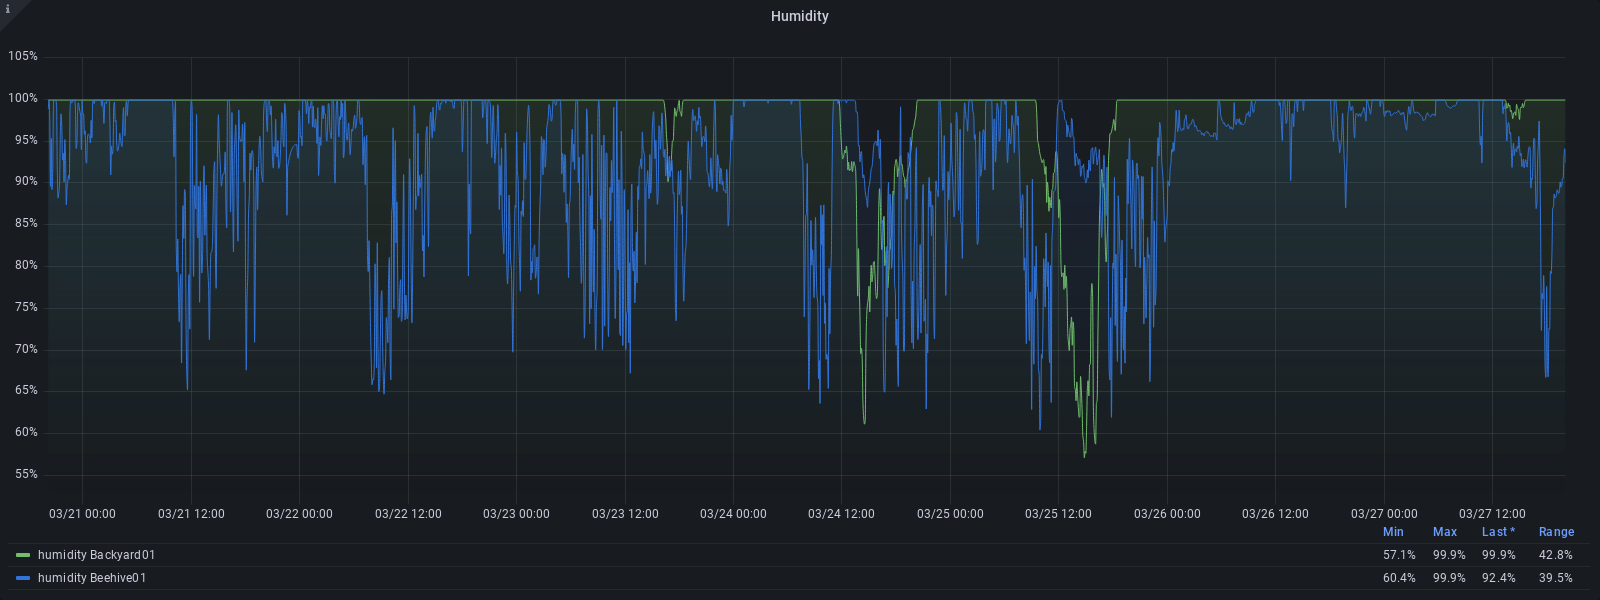 i
Humidity
105%
100%
95%
90%
85%
80%
75%
70%
65%
60%
55%
03/21 00:00 03/21 12:00 03/22 00:00 03/22 12:00 03/23 00:00 03/23 12:00 03/24 00:00 03/24 12:00 03/25 00:00 03/25 12:00 03/26 00:00 03/26 12:00 03/27 00:00 03/27 12:00
Min Max Last * Range
humidity Backyard01 57.1% 99.9% 99.9% 42.8%
humidity Beehive01 60.4% 99.9% 92.4% 39.5%